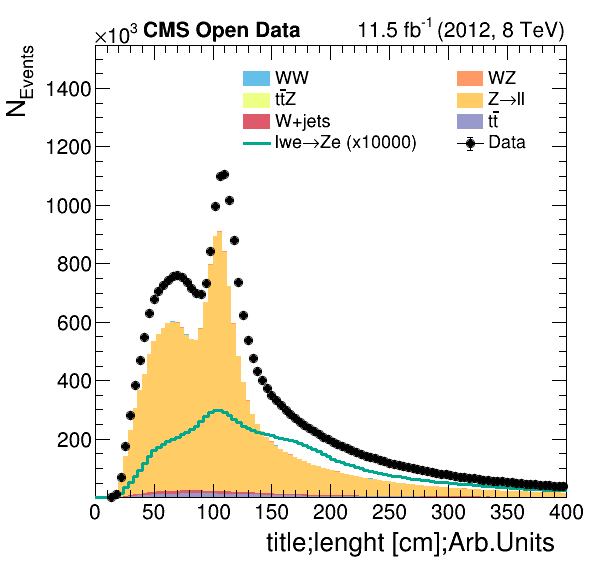 ×10³ CMS Open Data 11.5 fb⁻¹ (2012, 8 TeV)
N_Events
WW WZ
tt̄Z Z→ll
W+jets tt̄
lwe→Ze (x10000) Data
1400
1200
1000
800
600
400
200
0 50 100 150 200 250 300 350 400
title;lenght [cm];Arb.Units